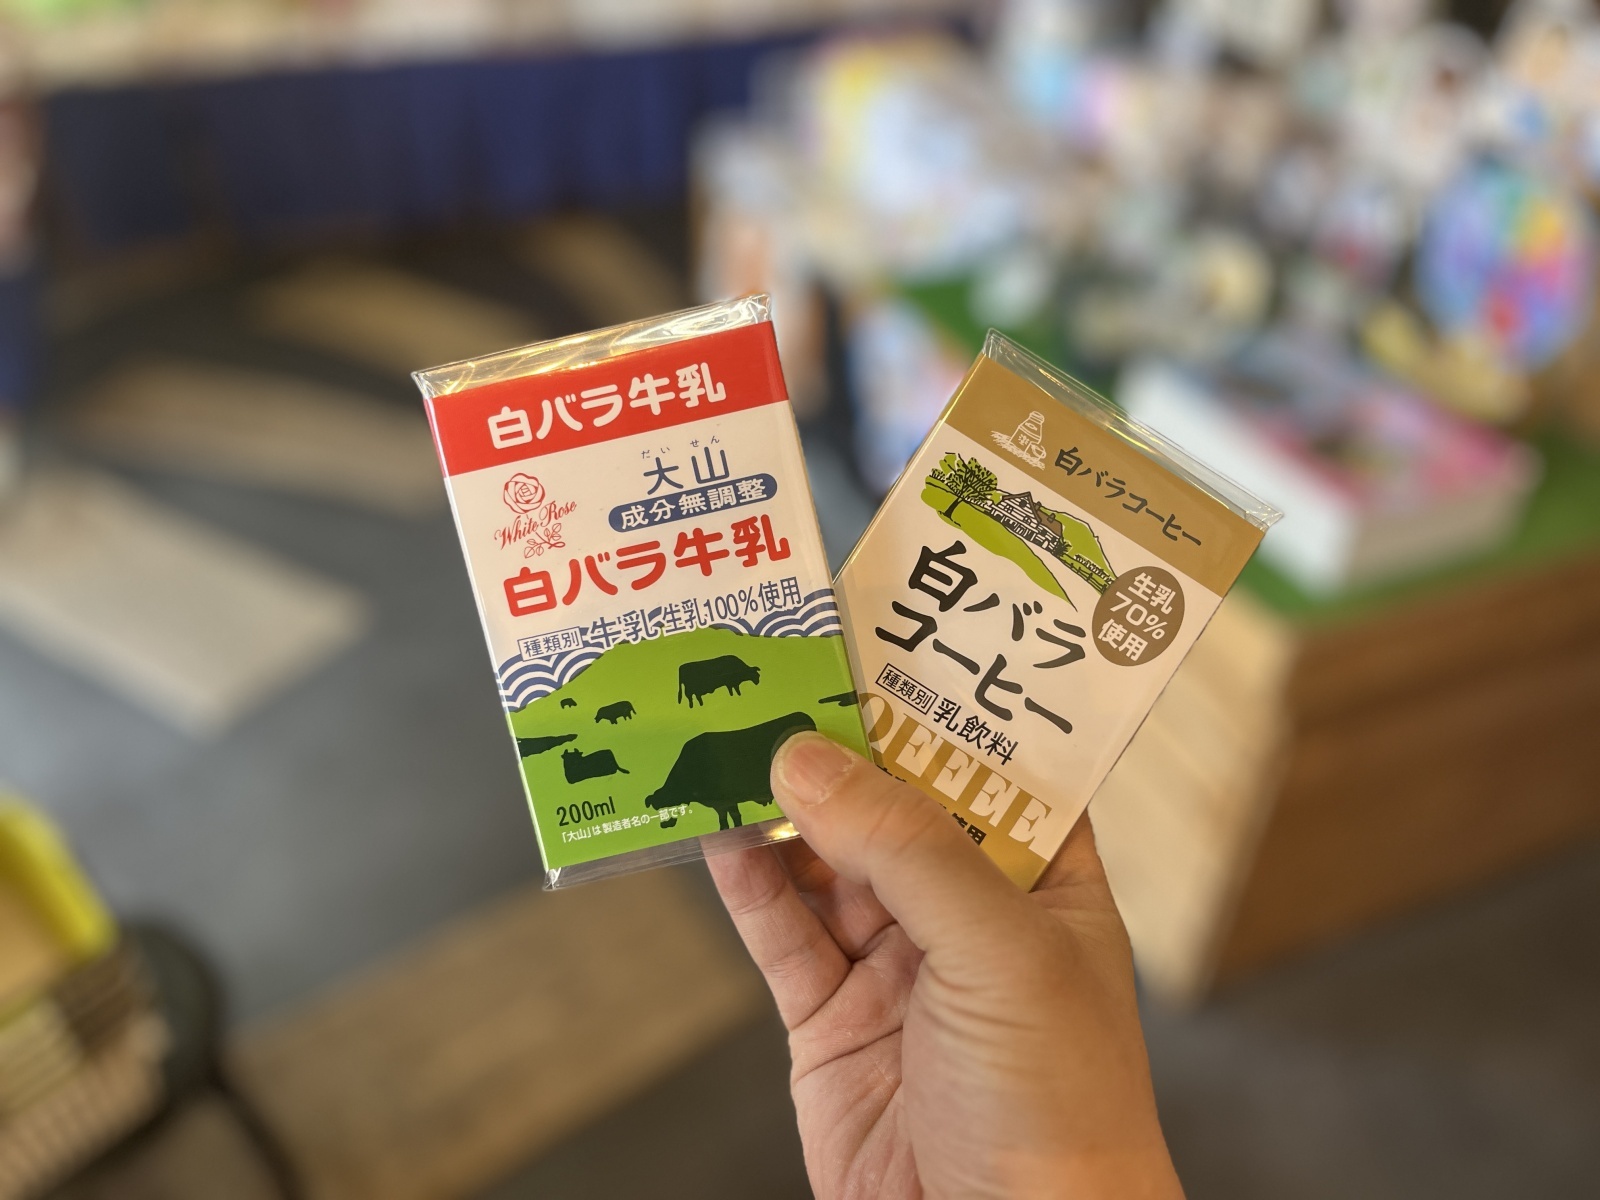 白バラ牛乳
だいせん
大山
成分無調整
White Rose
白バラ牛乳
種類別 牛乳 生乳100%使用
200ml
「大山」は製造者名の一部です。
白バラコーヒー
白バラ
コーヒー
生乳
70%
使用
種類別 乳飲料
OFFEE
使用